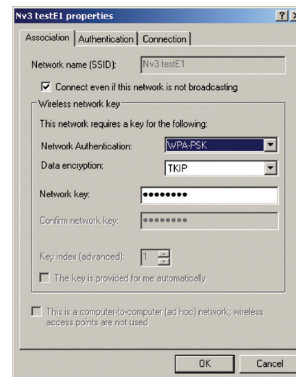 Nv3 testE1 properties
Association Authentication Connection
Network name (SSID): Nv3 testE1
Connect even if this network is not broadcasting
Wireless network key
This network requires a key for the following:
Network Authentication: WPA-PSK
Data encryption: TKIP
Network key: ••••••••
Confirm network key: ••••••••
Key index (advanced): 1
The key is provided for me automatically
This is a computer-to-computer (ad hoc) network; wireless
access points are not used
OK Cancel